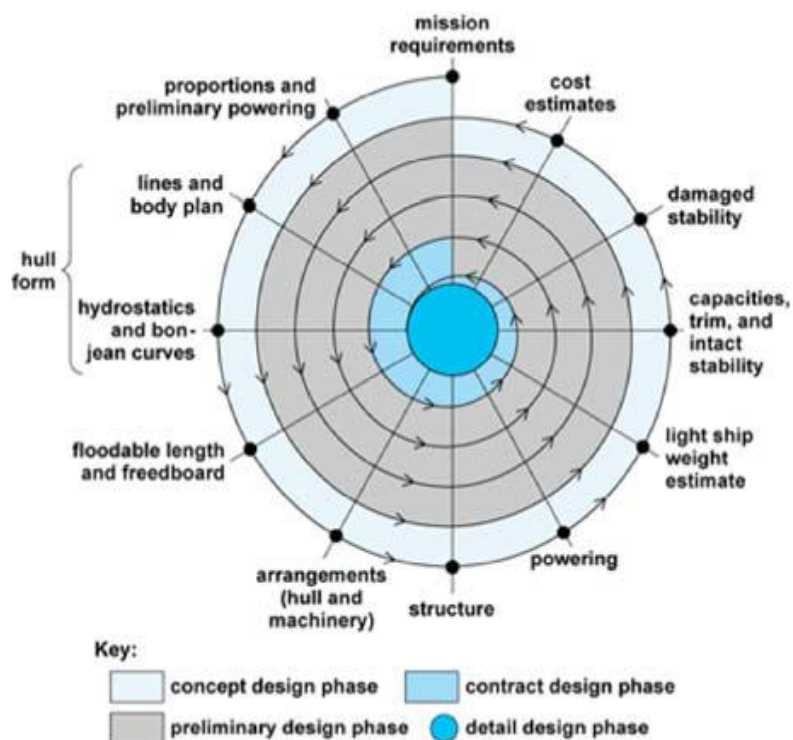 mission
requirements
cost
estimates
damaged
stability
capacities,
trim, and
intact
stability
light ship
weight
estimate
powering
structure
arrangements
(hull and
machinery)
floodable length
and freedboard
hydrostatics
and bon-
jean curves
lines and
body plan
hull
form
proportions and
preliminary powering
Key:
concept design phase
contract design phase
preliminary design phase
detail design phase